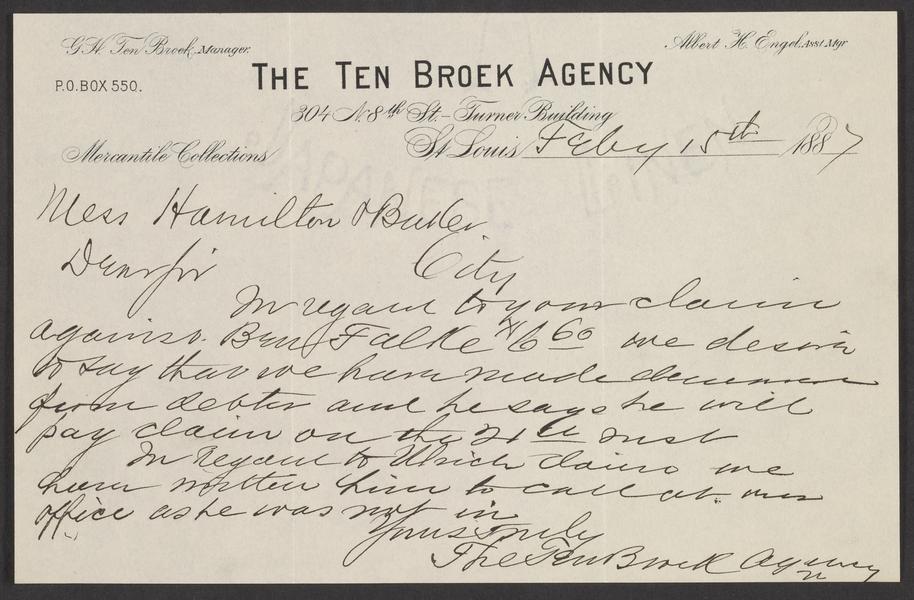 G.H. Ten Broek, Manager.
Albert H. Engel, Asst Mgr
P.O. BOX 550.
THE TEN BROEK AGENCY
304 N 8th St. - Turner Building
Mercantile Collections
St Louis Feby 15th 1887
Mess Hamilton & Butler
Dear Sir City
In regard to your claim
against Ben Falke 6 60 we desire
to say that we have made demand
from debtor and he says he will
pay claim on the 21st Inst
In regard to Ulrich claim we
have written him to call at our
office as he was not in
Yours Truly
The Ten Broek Agency